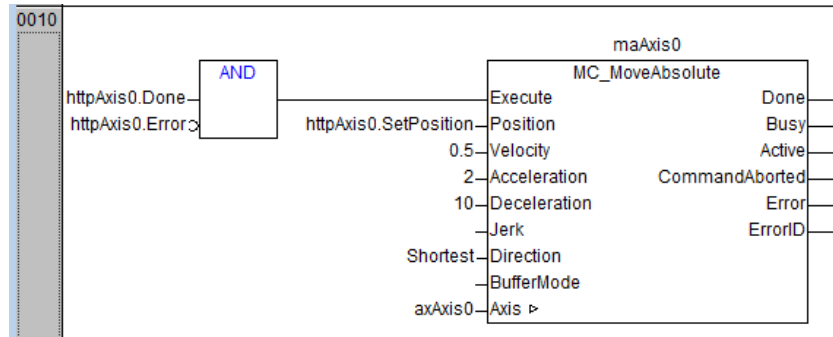 0010
maAxis0
AND
MC_MoveAbsolute
httpAxis0.Done
Execute
Done
httpAxis0.Error
httpAxis0.SetPosition
Position
Busy
0.5
Velocity
Active
2
Acceleration
CommandAborted
10
Deceleration
Error
Jerk
ErrorID
Shortest
Direction
BufferMode
axAxis0
Axis